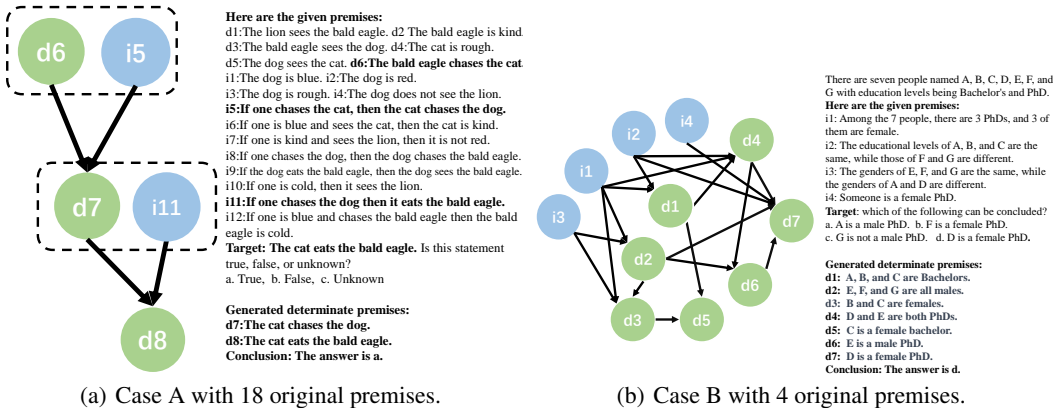 d6
i5
d7
i11
d8
Here are the given premises:
d1:The lion sees the bald eagle. d2 The bald eagle is kind.
d3:The bald eagle sees the dog. d4:The cat is rough.
d5:The dog sees the cat. d6:The bald eagle chases the cat.
i1:The dog is blue. i2:The dog is red.
i3:The dog is rough. i4:The dog does not see the lion.
i5:If one chases the cat, then the cat chases the dog.
i6:If one is blue and sees the cat, then the cat is kind.
i7:If one is kind and sees the lion, then it is not red.
i8:If one chases the dog, then the dog chases the bald eagle.
i9:If the dog eats the bald eagle, then the dog sees the bald eagle.
i10:If one is cold, then it sees the lion.
i11:If one chases the dog then it eats the bald eagle.
i12:If one is blue and chases the bald eagle then the bald
eagle is cold.
Target: The cat eats the bald eagle. Is this statement
true, false, or unknown?
a. True, b. False, c. Unknown
Generated determinate premises:
d7:The cat chases the dog.
d8:The cat eats the bald eagle.
Conclusion: The answer is a.
(a) Case A with 18 original premises.
i2
i4
d4
i1
i3
d1
d7
d2
d6
d3
d5
There are seven people named A, B, C, D, E, F, and
G with education levels being Bachelor's and PhD.
Here are the given premises:
i1: Among the 7 people, there are 3 PhDs, and 3 of
them are female.
i2: The educational levels of A, B, and C are the
same, while those of F and G are different.
i3: The genders of E, F, and G are the same, while
the genders of A and D are different.
i4: Someone is a female PhD.
Target: which of the following can be concluded?
a. A is a male PhD. b. F is a female PhD.
c. G is not a male PhD. d. D is a female PhD.
Generated determinate premises:
d1: A, B, and C are Bachelors.
d2: E, F, and G are all males.
d3: B and C are females.
d4: D and E are both PhDs.
d5: C is a female bachelor.
d6: E is a male PhD.
d7: D is a female PhD.
Conclusion: The answer is d.
(b) Case B with 4 original premises.